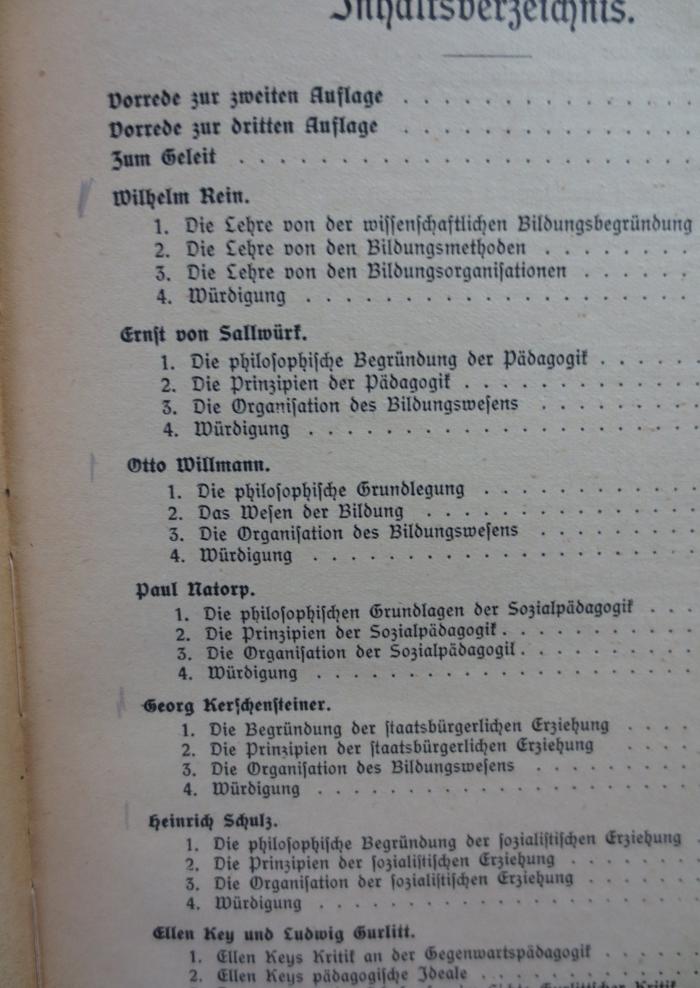 Inhaltsverzeichnis.
Vorrede zur zweiten Auflage . . . . . . . . . . . .
Vorrede zur dritten Auflage . . . . . . . . . . . .
Zum Geleit . . . . . . . . . . . . . . . . . . .
Wilhelm Rein.
1. Die Lehre von der wiſſenſchaftlichen Bildungsbegründung
2. Die Lehre von den Bildungsmethoden . . . . . . .
3. Die Lehre von den Bildungsorganiſationen . . . . .
4. Würdigung . . . . . . . . . . . . . . . . .
Ernſt von Sallwürk.
1. Die philoſophiſche Begründung der Pädagogik . . . . .
2. Die Prinzipien der Pädagogik . . . . . . . . . . .
3. Die Organiſation des Bildungsweſens . . . . . . .
4. Würdigung . . . . . . . . . . . . . . . . .
Otto Willmann.
1. Die philoſophiſche Grundlegung . . . . . . . . . .
2. Das Weſen der Bildung . . . . . . . . . . . . .
3. Die Organiſation des Bildungsweſens . . . . . . .
4. Würdigung . . . . . . . . . . . . . . . . .
Paul Natorp.
1. Die philoſophiſchen Grundlagen der Sozialpädagogik . . .
2. Die Prinzipien der Sozialpädagogik . . . . . . . . .
3. Die Organiſation der Sozialpädagogil . . . . . . . .
4. Würdigung . . . . . . . . . . . . . . . . .
Georg Kerſchenſteiner.
1. Die Begründung der ſtaatsbürgerlichen Erziehung . . . .
2. Die Prinzipien der ſtaatsbürgerlichen Erziehung . . . . .
3. Die Organiſation des Bildungsweſens . . . . . . . .
4. Würdigung . . . . . . . . . . . . . . . . .
Heinrich Schulz.
1. Die philoſophiſche Begründung der ſozialiſtiſchen Erziehung .
2. Die Prinzipien der ſozialiſtiſchen Erziehung . . . . . .
3. Die Organiſation der ſozialiſtiſchen Erziehung . . . . .
4. Würdigung . . . . . . . . . . . . . . . . .
Ellen Key und Ludwig Gurlitt.
1. Ellen Keys Kritik an der Gegenwartspädagogik . . . . .
2. Ellen Keys pädagogiſche Ideale . . . . . . . . . .
Gurlittſcher Kritik